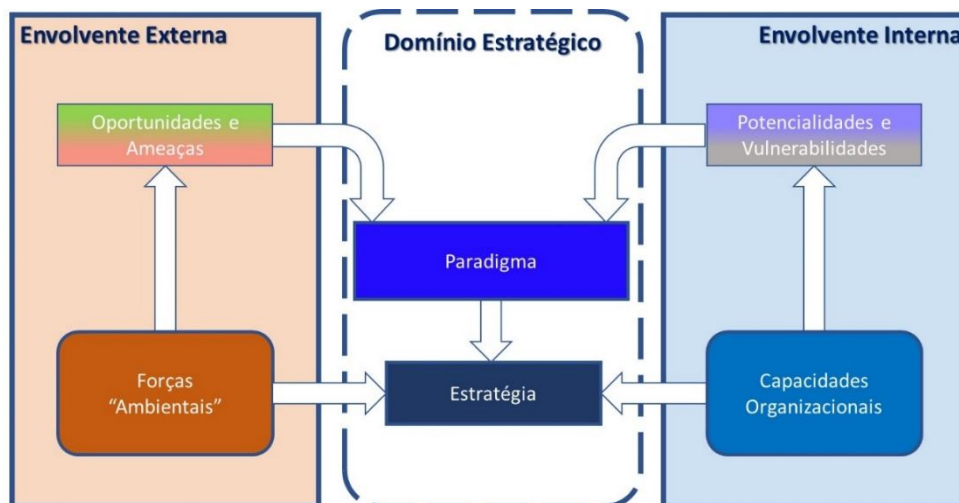 Envolvente Externa
Domínio Estratégico
Envolvente Interna
Oportunidades e
Ameaças
Potencialidades e
Vulnerabilidades
Paradigma
Forças
“Ambientais”
Estratégia
Capacidades
Organizacionais